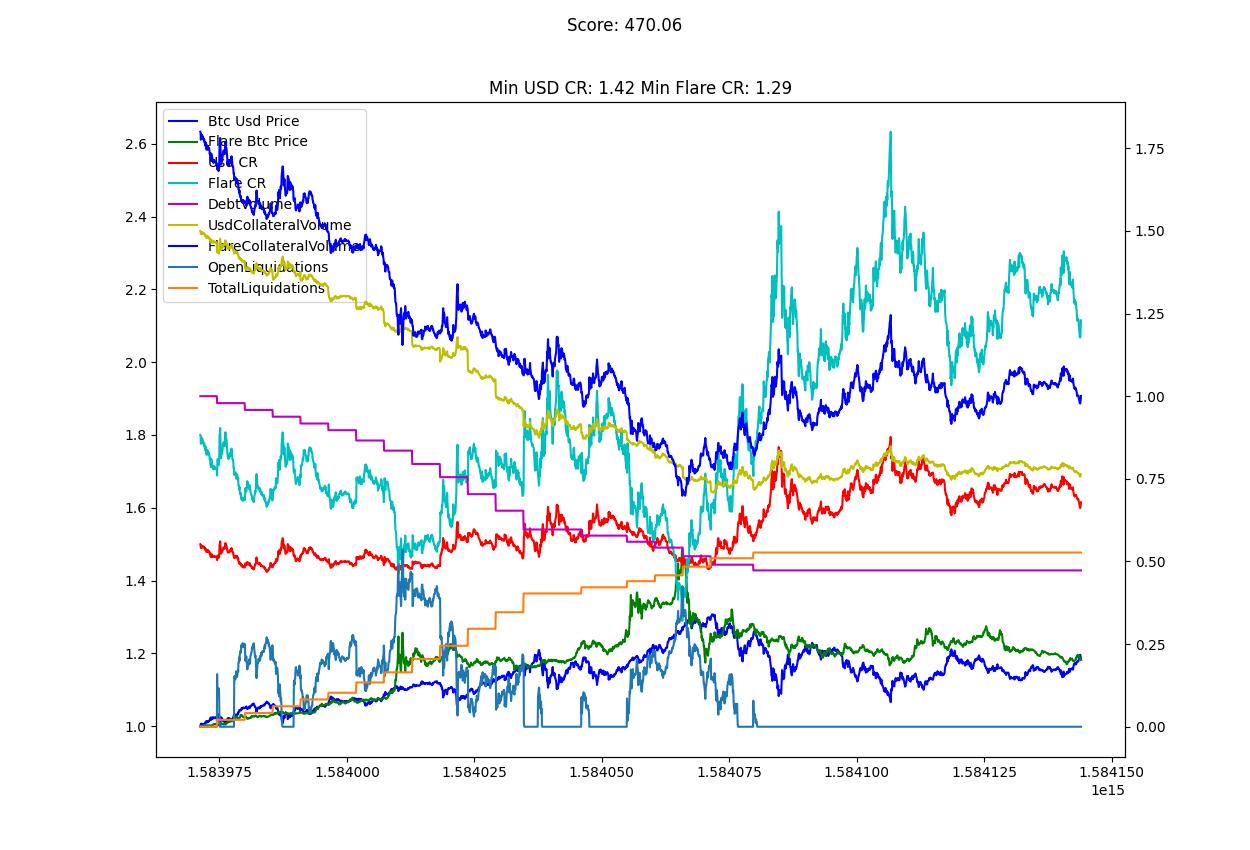 Score: 470.06
Min USD CR: 1.42 Min Flare CR: 1.29
Btc Usd Price
Flare Btc Price
Usd CR
Flare CR
DebtVolume
UsdCollateralVolume
FlareCollateralVolume
OpenLiquidations
TotalLiquidations
2.6
2.4
2.2
2.0
1.8
1.6
1.4
1.2
1.0
1.75
1.50
1.25
1.00
0.75
0.50
0.25
0.00
1.583975 1.584000 1.584025 1.584050 1.584075 1.584100 1.584125 1.584150
1e15